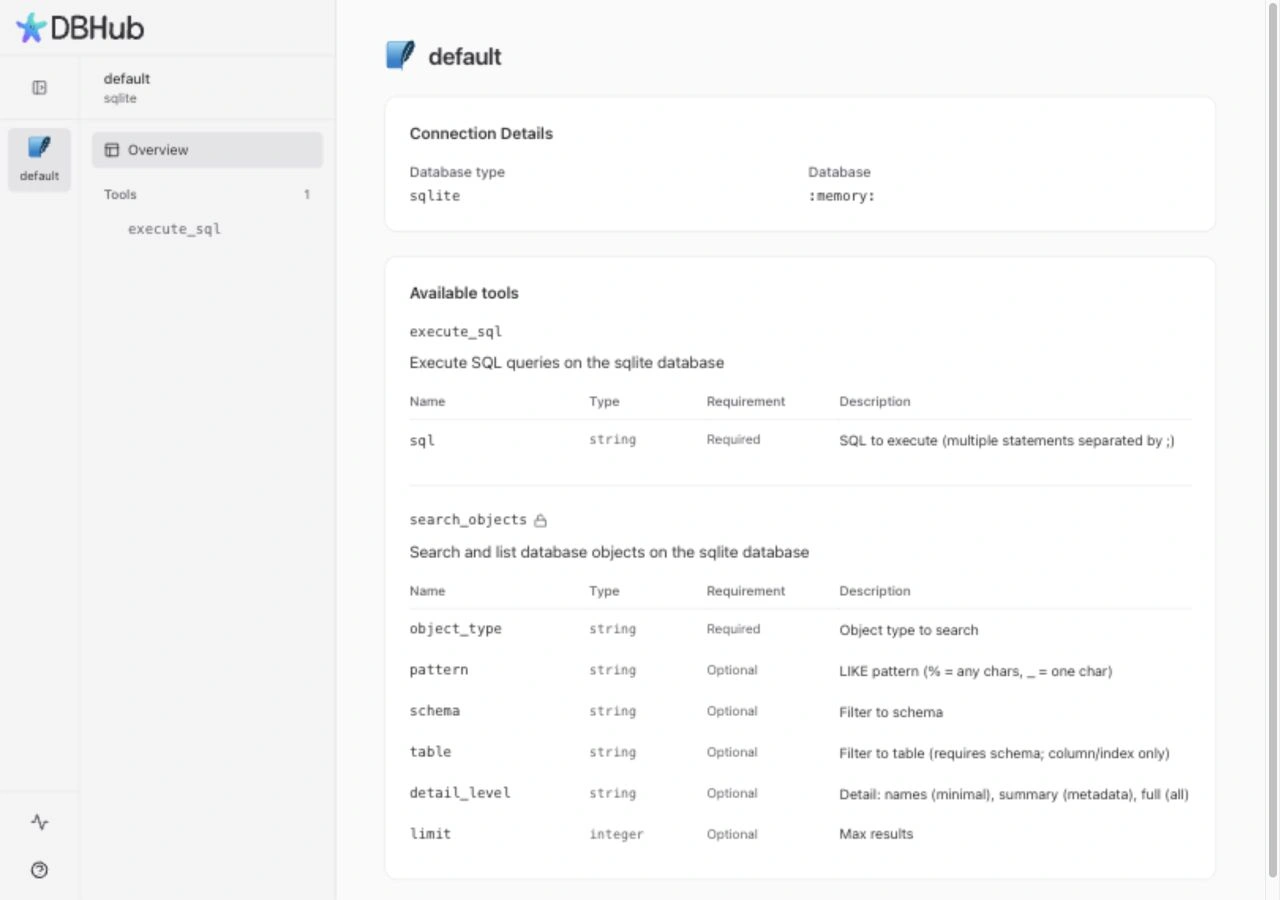 DBHub
default
sqlite
default
Overview
Tools 1
execute_sql
default
Connection Details
Database type Database
sqlite :memory:
Available tools
execute_sql
Execute SQL queries on the sqlite database
Name Type Requirement Description
sql string Required SQL to execute (multiple statements separated by ;)
search_objects
Search and list database objects on the sqlite database
Name Type Requirement Description
object_type string Required Object type to search
pattern string Optional LIKE pattern (% = any chars, _ = one char)
schema string Optional Filter to schema
table string Optional Filter to table (requires schema; column/index only)
detail_level string Optional Detail: names (minimal), summary (metadata), full (all)
limit integer Optional Max results